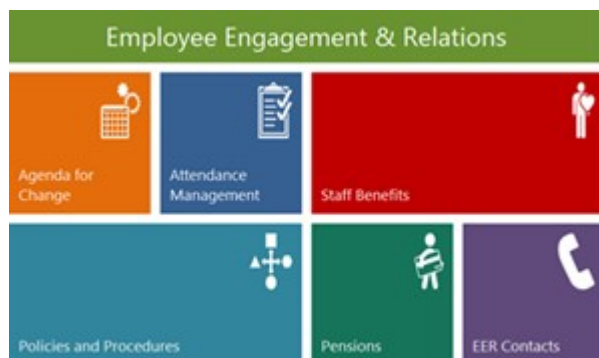 Employee Engagement & Relations
Agenda for
Change
Attendance
Management
Staff Benefits
Policies and Procedures
Pensions
EER Contacts